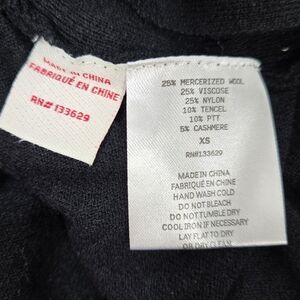 MADE IN CHINA
FABRIQUÉ EN CHINE
RN# 133629
25% MERCERIZED WOOL
25% VISCOSE
25% NYLON
10% TENCEL
10% PTT
5% CASHMERE
XS
RN#133629
MADE IN CHINA
FABRIQUÉ EN CHINE
HAND WASH COLD
DO NOT BLEACH
DO NOT TUMBLE DRY
COOL IRON IF NECESSARY
LAY FLAT TO DRY
OR DRY CLEAN